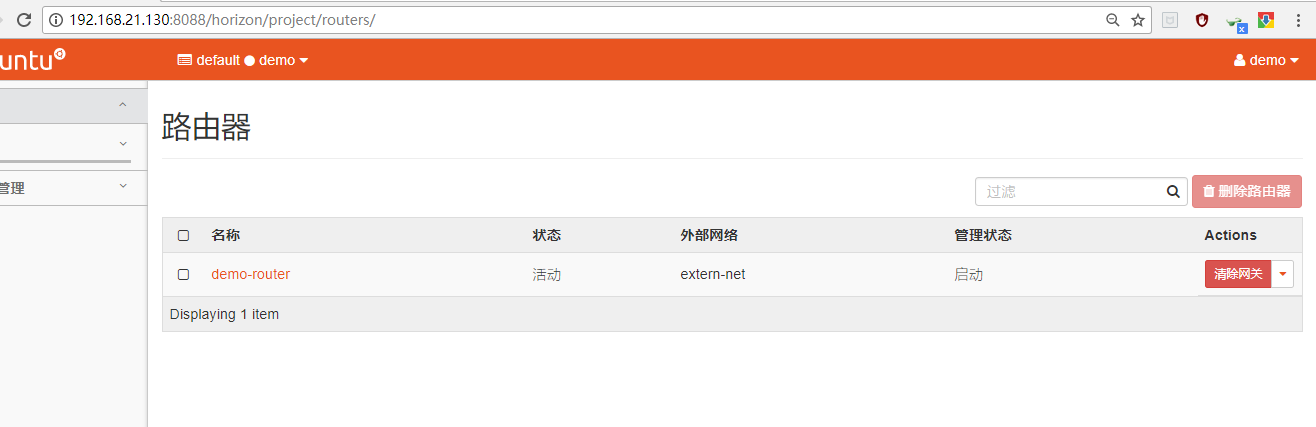 192.168.21.130:8088/horizon/project/routers/
untu
default demo
demo
管理
路由器
过滤
删除路由器
名称 状态 外部网络 管理状态 Actions
demo-router 活动 extern-net 启动 清除网关
Displaying 1 item